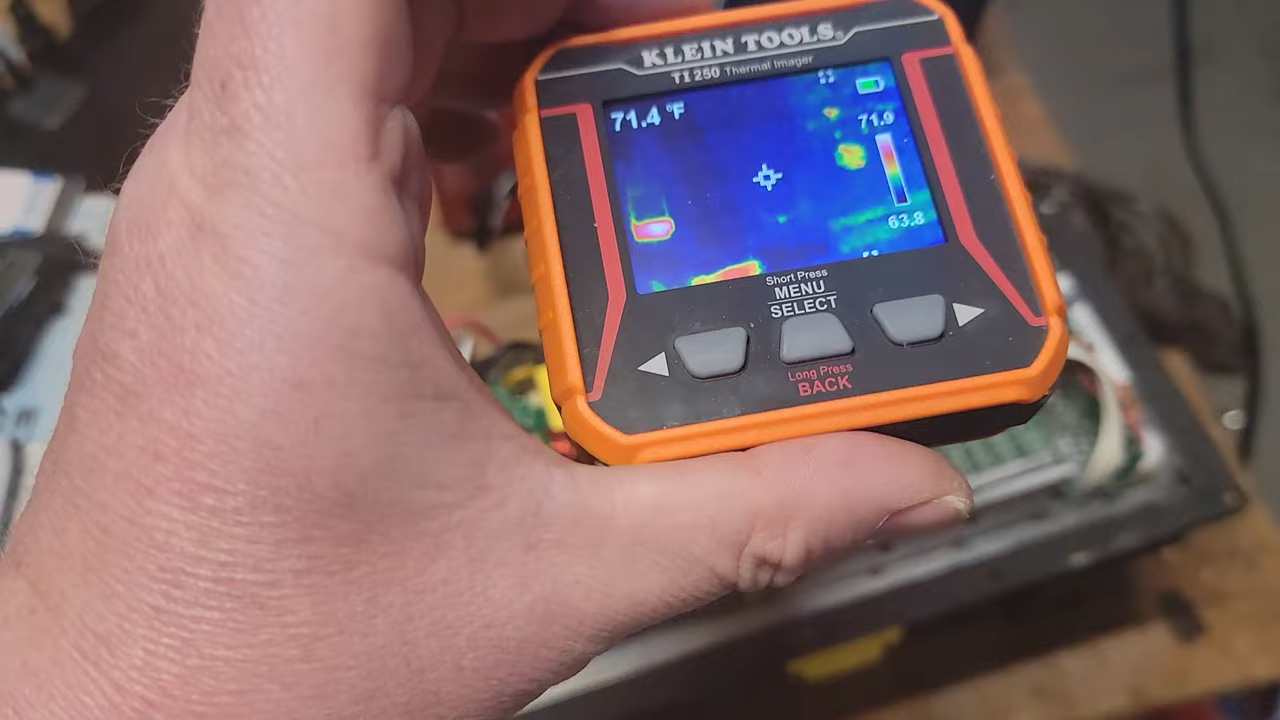 KLEIN TOOLS®
TI 250 Thermal Imager
71.4 °F
71.9
63.8
Short Press
MENU
SELECT
Long Press
BACK